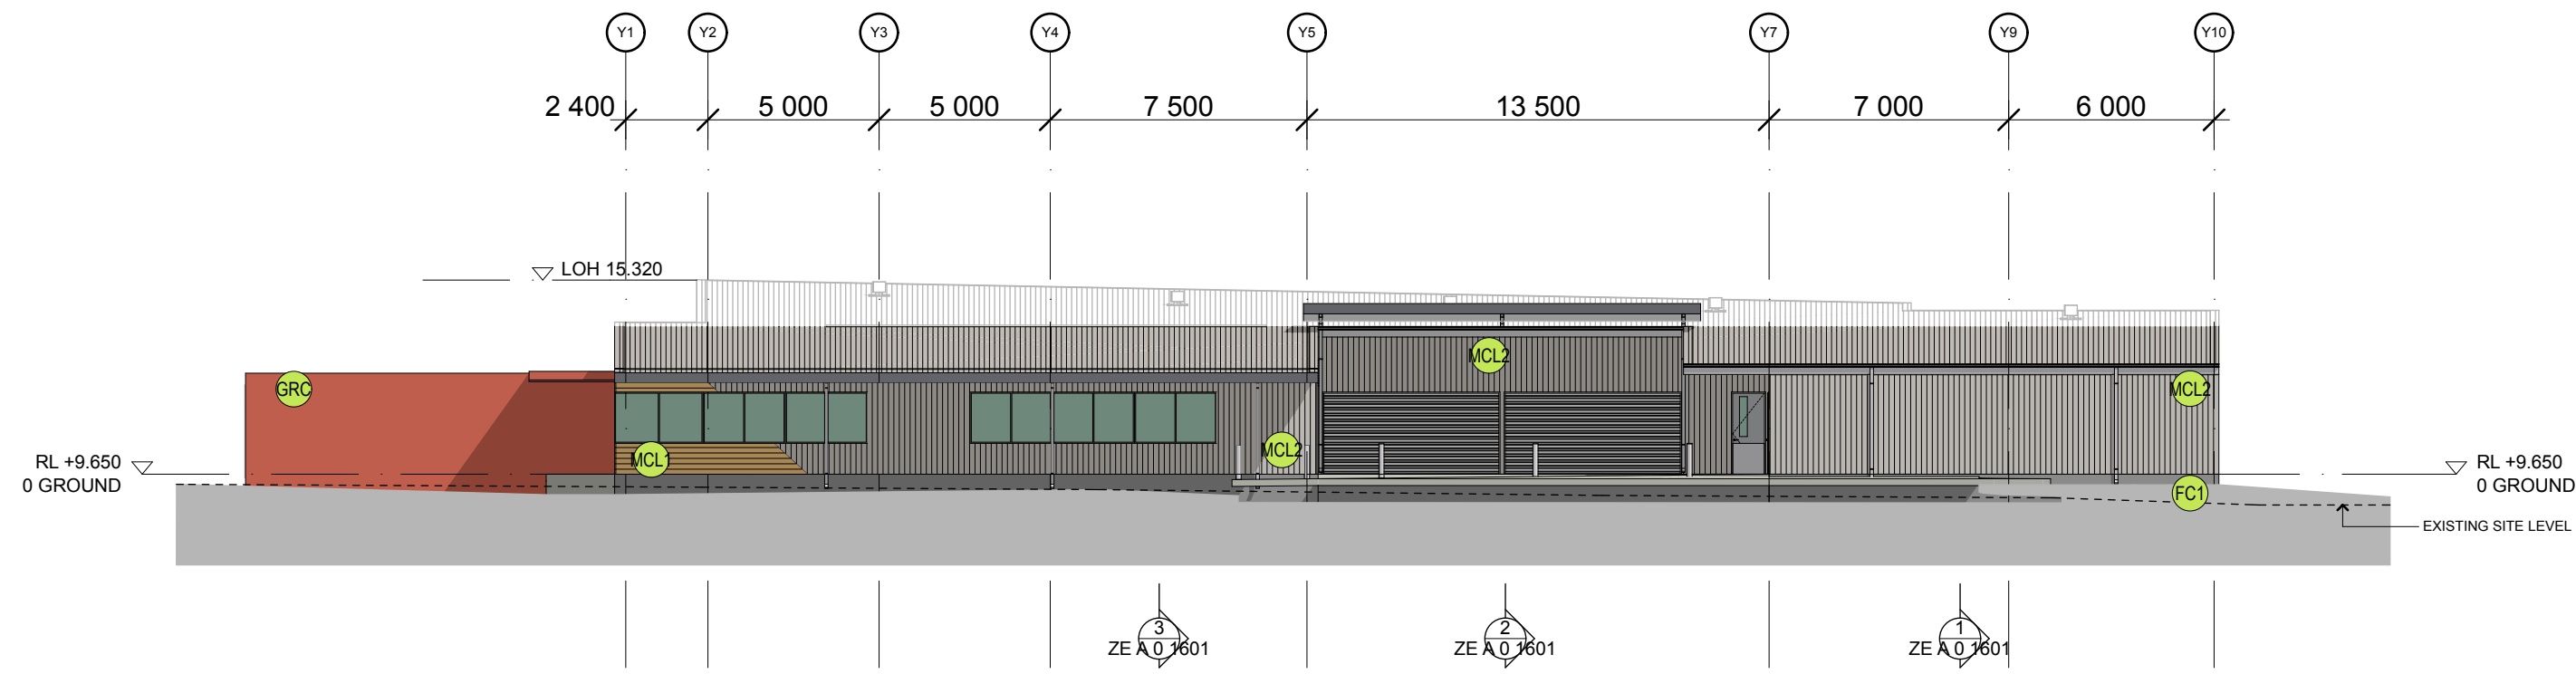 Y1 Y2 Y3 Y4 Y5 Y7 Y9 Y10
2 400 5 000 5 000 7 500 13 500 7 000 6 000
LOH 15.320
MCL2
GRC
MCL2
MCL2
MCL1
RL +9.650
0 GROUND
RL +9.650
0 GROUND
FC1
EXISTING SITE LEVEL
3
ZE A 0 1601
2
ZE A 0 1601
1
ZE A 0 1601